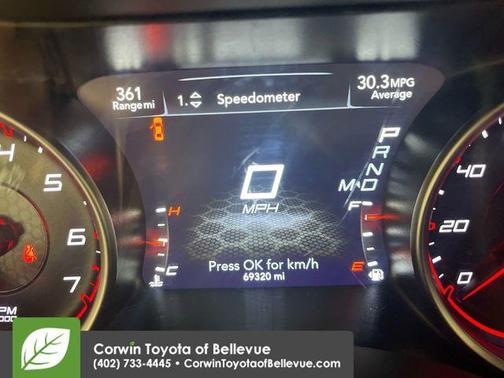 361
Range mi
1. Speedometer
30.3 MPG
Average
P
R
N
M D
0
MPH
H
C
F
E
Press OK for km/h
69320 mi
4
5
6
7
40
20
0
Corwin Toyota of Bellevue
(402) 733-4445 • CorwinToyotaofBellevue.com